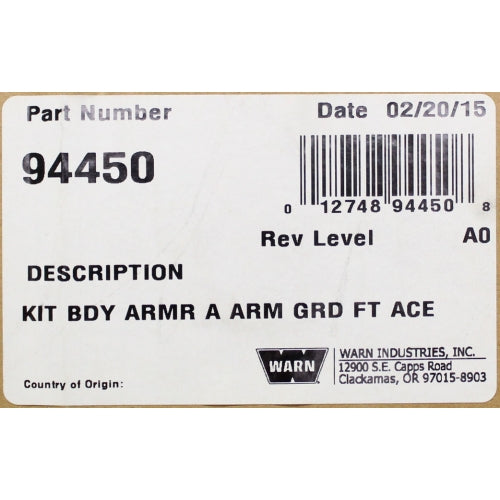 Part Number
Date 02/20/15
94450
0 12748 94450 8
Rev Level A0
DESCRIPTION
KIT BDY ARMR A ARM GRD FT ACE
Country of Origin:
WARN
WARN INDUSTRIES, INC.
12900 S.E. Capps Road
Clackamas, OR 97015-8903